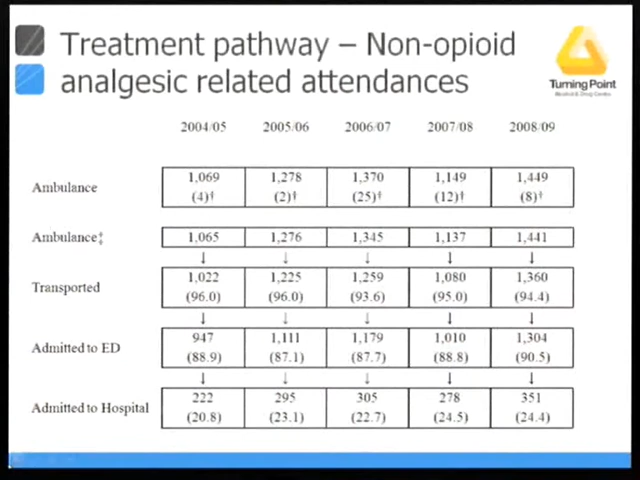 Treatment pathway – Non-opioid
analgesic related attendances
Turning Point
Alcohol & Drug Centre
2004/05 2005/06 2006/07 2007/08 2008/09
Ambulance 1,069 1,278 1,370 1,149 1,449
(4)† (2)† (25)† (12)† (8)†
Ambulance‡ 1,065 1,276 1,345 1,137 1,441
↓ ↓ ↓ ↓ ↓
Transported 1,022 1,225 1,259 1,080 1,360
(96.0) (96.0) (93.6) (95.0) (94.4)
↓ ↓ ↓ ↓ ↓
Admitted to ED 947 1,111 1,179 1,010 1,304
(88.9) (87.1) (87.7) (88.8) (90.5)
↓ ↓ ↓ ↓ ↓
Admitted to Hospital 222 295 305 278 351
(20.8) (23.1) (22.7) (24.5) (24.4)